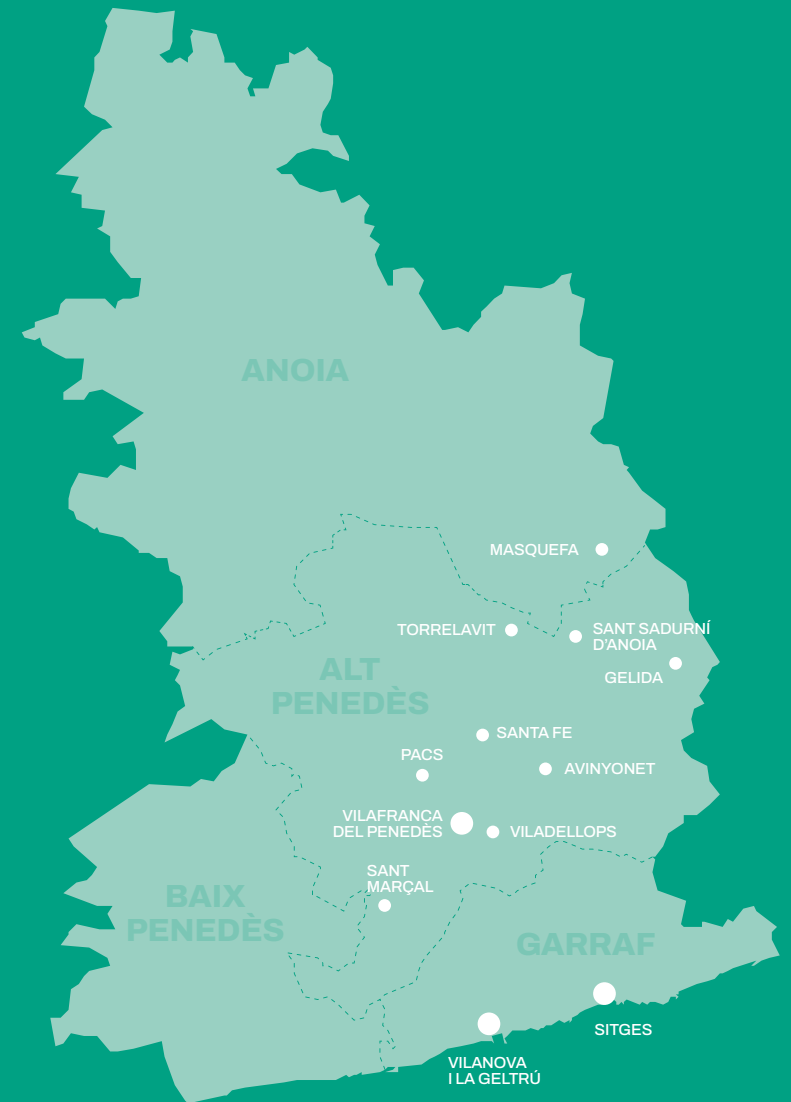 ANOIA
MASQUEFA
TORRELAVIT
SANT SADURNÍ
D'ANOIA
GELIDA
ALT
PENEDÈS
SANTA FE
PACS
AVINYONET
VILAFRANCA
DEL PENEDÈS
VILADELLOPS
SANT
MARÇAL
BAIX
PENEDÈS
GARRAF
SITGES
VILANOVA
I LA GELTRÚ